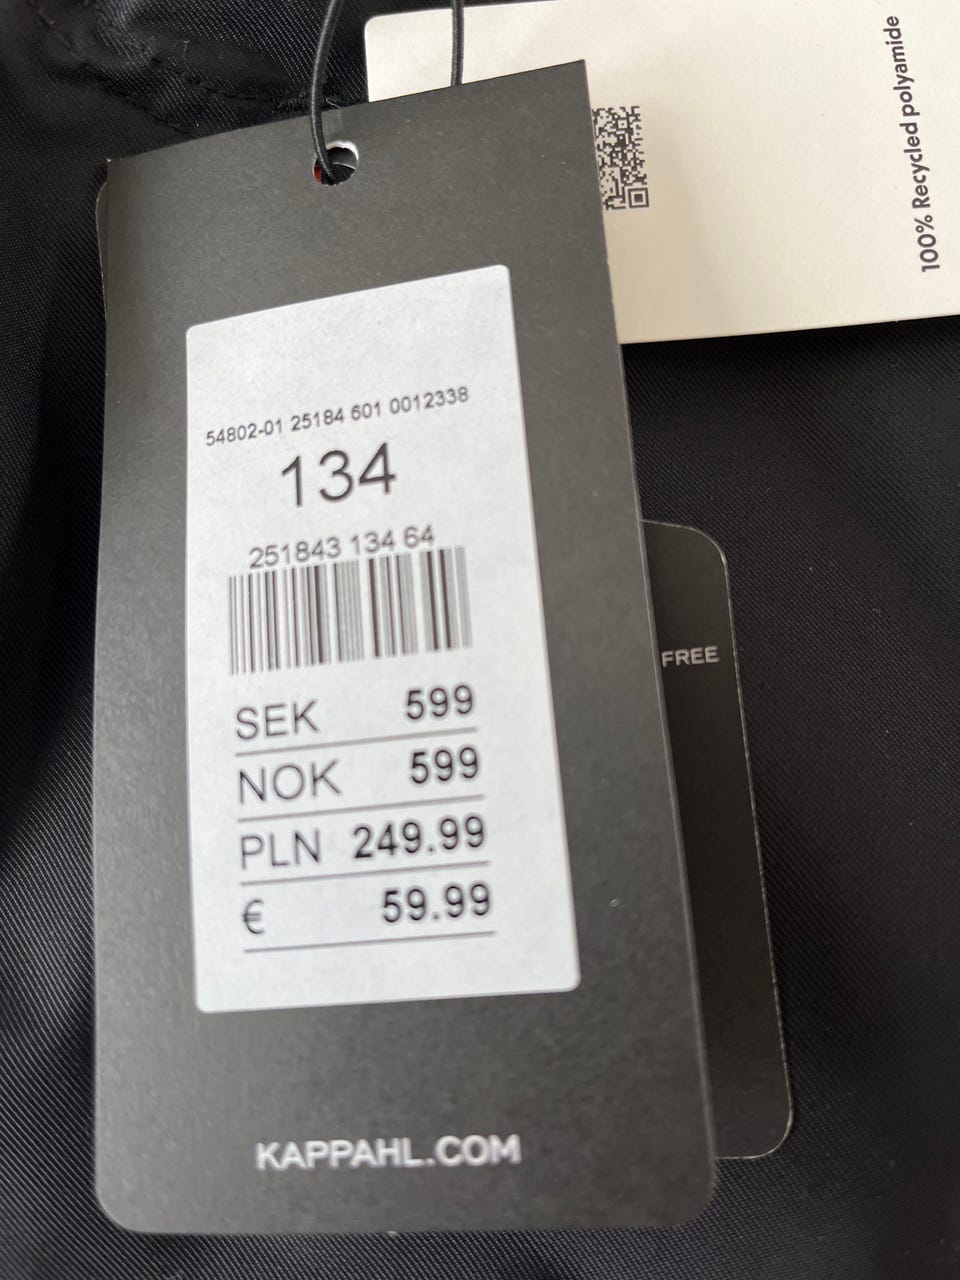 100% Recycled polyamide
54802-01 25184 601 0012338
134
251843 134 64
SEK 599
NOK 599
PLN 249.99
€ 59.99
FREE
KAPPAHL.COM